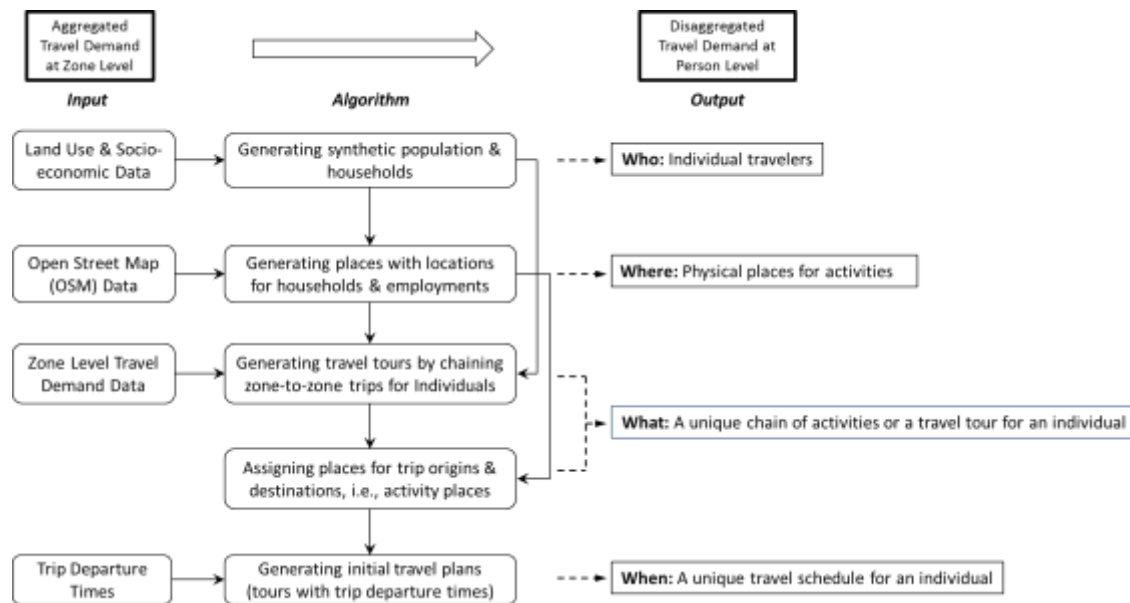 Aggregated
Travel Demand
at Zone Level
Disaggregated
Travel Demand at
Person Level
Input
Algorithm
Output
Land Use & Socio-
economic Data
Generating synthetic population &
households
Who: Individual travelers
Open Street Map
(OSM) Data
Generating places with locations
for households & employments
Where: Physical places for activities
Zone Level Travel
Demand Data
Generating travel tours by chaining
zone-to-zone trips for Individuals
What: A unique chain of activities or a travel tour for an individual
Assigning places for trip origins &
destinations, i.e., activity places
Trip Departure
Times
Generating initial travel plans
(tours with trip departure times)
When: A unique travel schedule for an individual